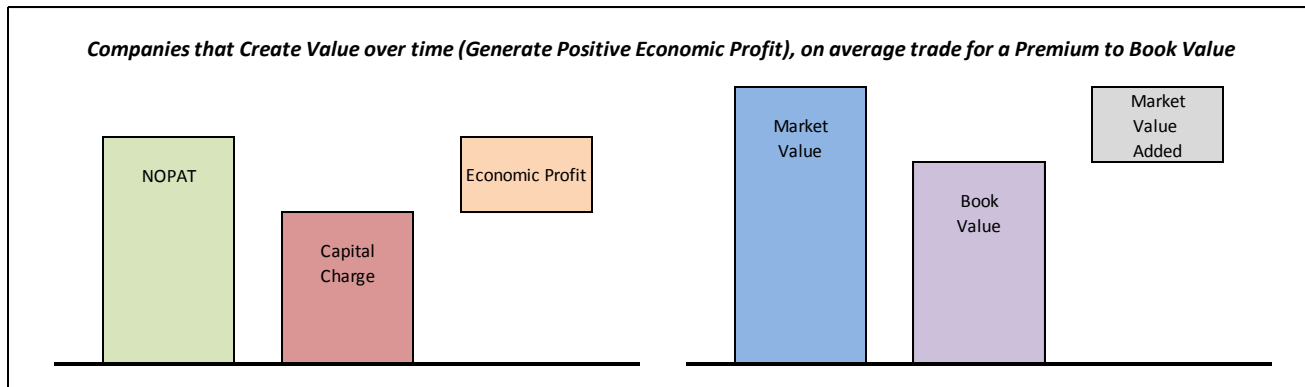 Companies that Create Value over time (Generate Positive Economic Profit), on average trade for a Premium to Book Value
NOPAT
Capital
Charge
Economic Profit
Market
Value
Book
Value
Market
Value
Added